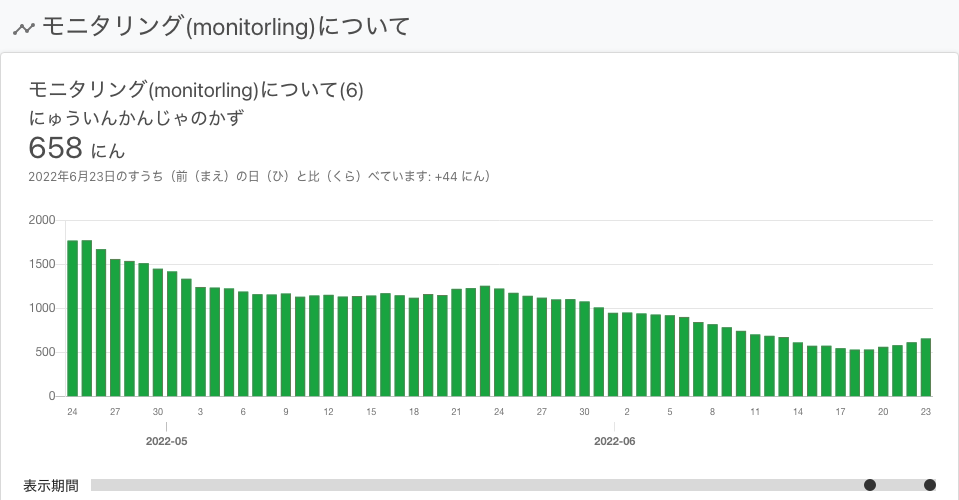 モニタリング(monitorling)について
モニタリング(monitorling)について(6)
にゅういんかんじゃのかず
658 にん
2022年6月23日のすうち（前（まえ）の日（ひ）と比（くら）べています: +44 にん）
2000
1500
1000
500
0
24 27 30 3 6 9 12 15 18 21 24 27 30 2 5 8 11 14 17 20 23
2022-05 2022-06
表示期間